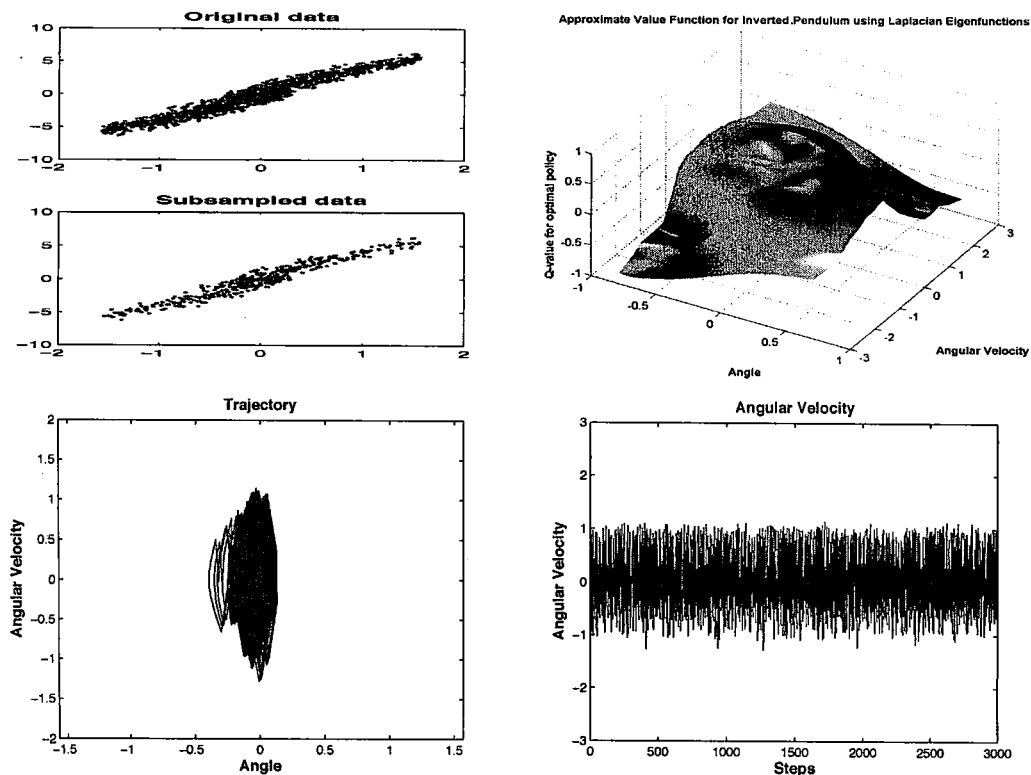 Original data
10
5
0
−5
−10
−2 −1 0 1 2
Subsampled data
10
5
0
−5
−10
−2 −1 0 1 2
Approximate Value Function for Inverted.Pendulum using Laplacian Eigenfunctions
Q-value for optimal policy
1
0.5
0
-0.5
-1
-1 -0.5 0 0.5 1
Angle
-3 -2 -1 0 1 2 3
Angular Velocity
Trajectory
Angular Velocity
2
1.5
1
0.5
0
−0.5
−1
−1.5
−2
−1.5 −1 −0.5 0 0.5 1 1.5
Angle
Angular Velocity
Angular Velocity
3
2
1
0
−1
−2
−3
0 500 1000 1500 2000 2500 3000
Steps